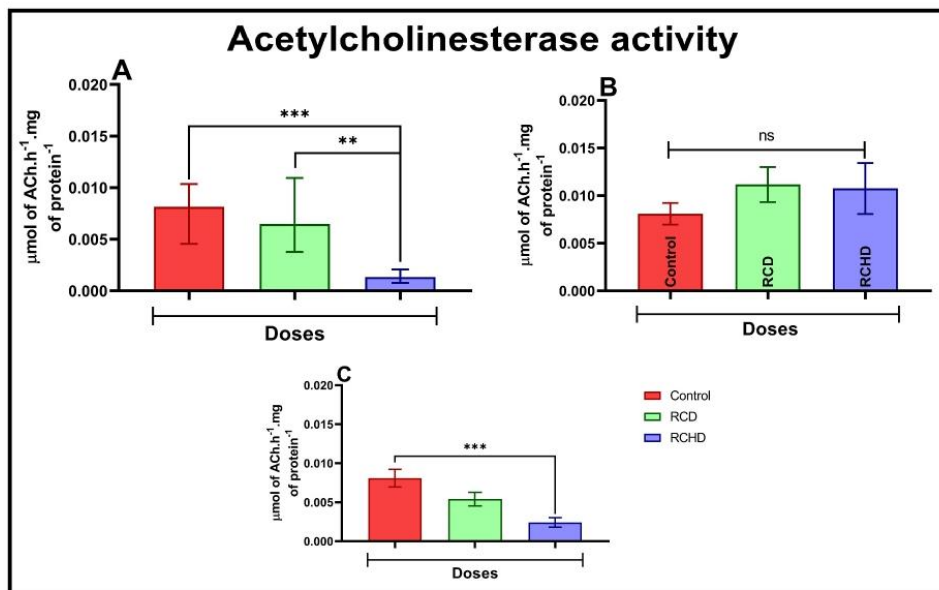 Acetylcholinesterase activity
A
μmol of ACh.h⁻¹.mg
of protein⁻¹
0.020
0.015
0.010
0.005
0.000
***
**
Doses
B
μmol of ACh.h⁻¹.mg
of protein⁻¹
0.020
0.015
0.010
0.005
0.000
ns
Control
RCD
RCHD
Doses
C
μmol of ACh.h⁻¹.mg
of protein⁻¹
0.020
0.015
0.010
0.005
0.000
***
Doses
Control
RCD
RCHD